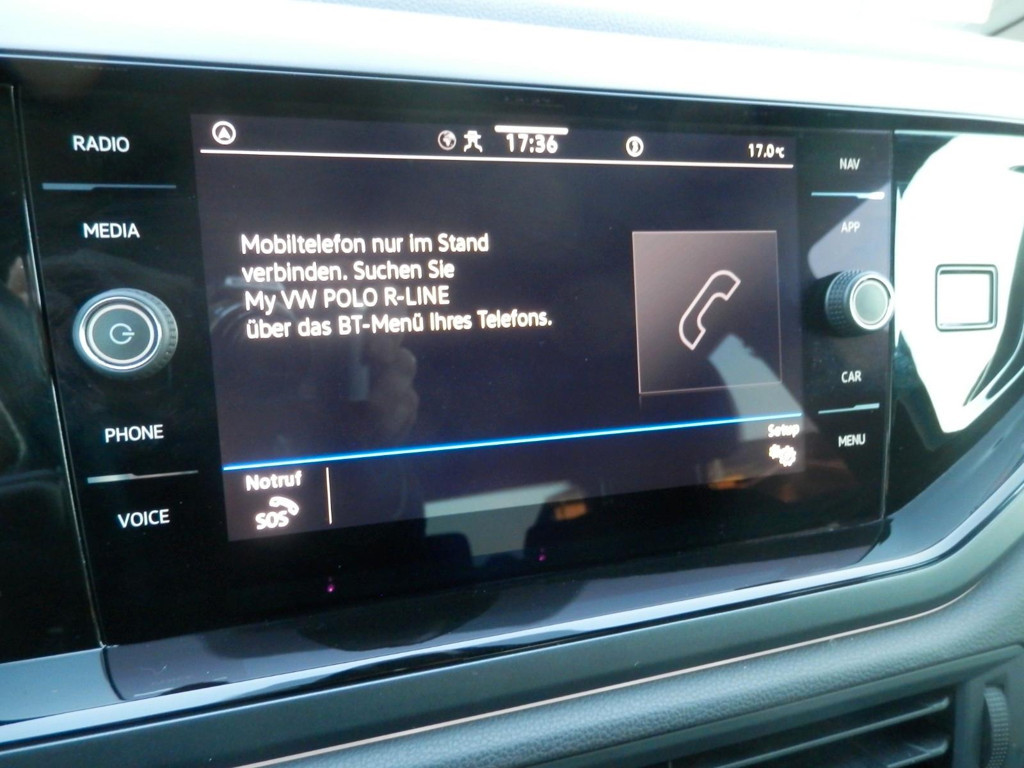 RADIO
MEDIA
PHONE
VOICE
17:36
17.0°C
Mobiltelefon nur im Stand
verbinden. Suchen Sie
My VW POLO R-LINE
über das BT-Menü Ihres Telefons.
Notruf
SOS
Setup
NAV
APP
CAR
MENU